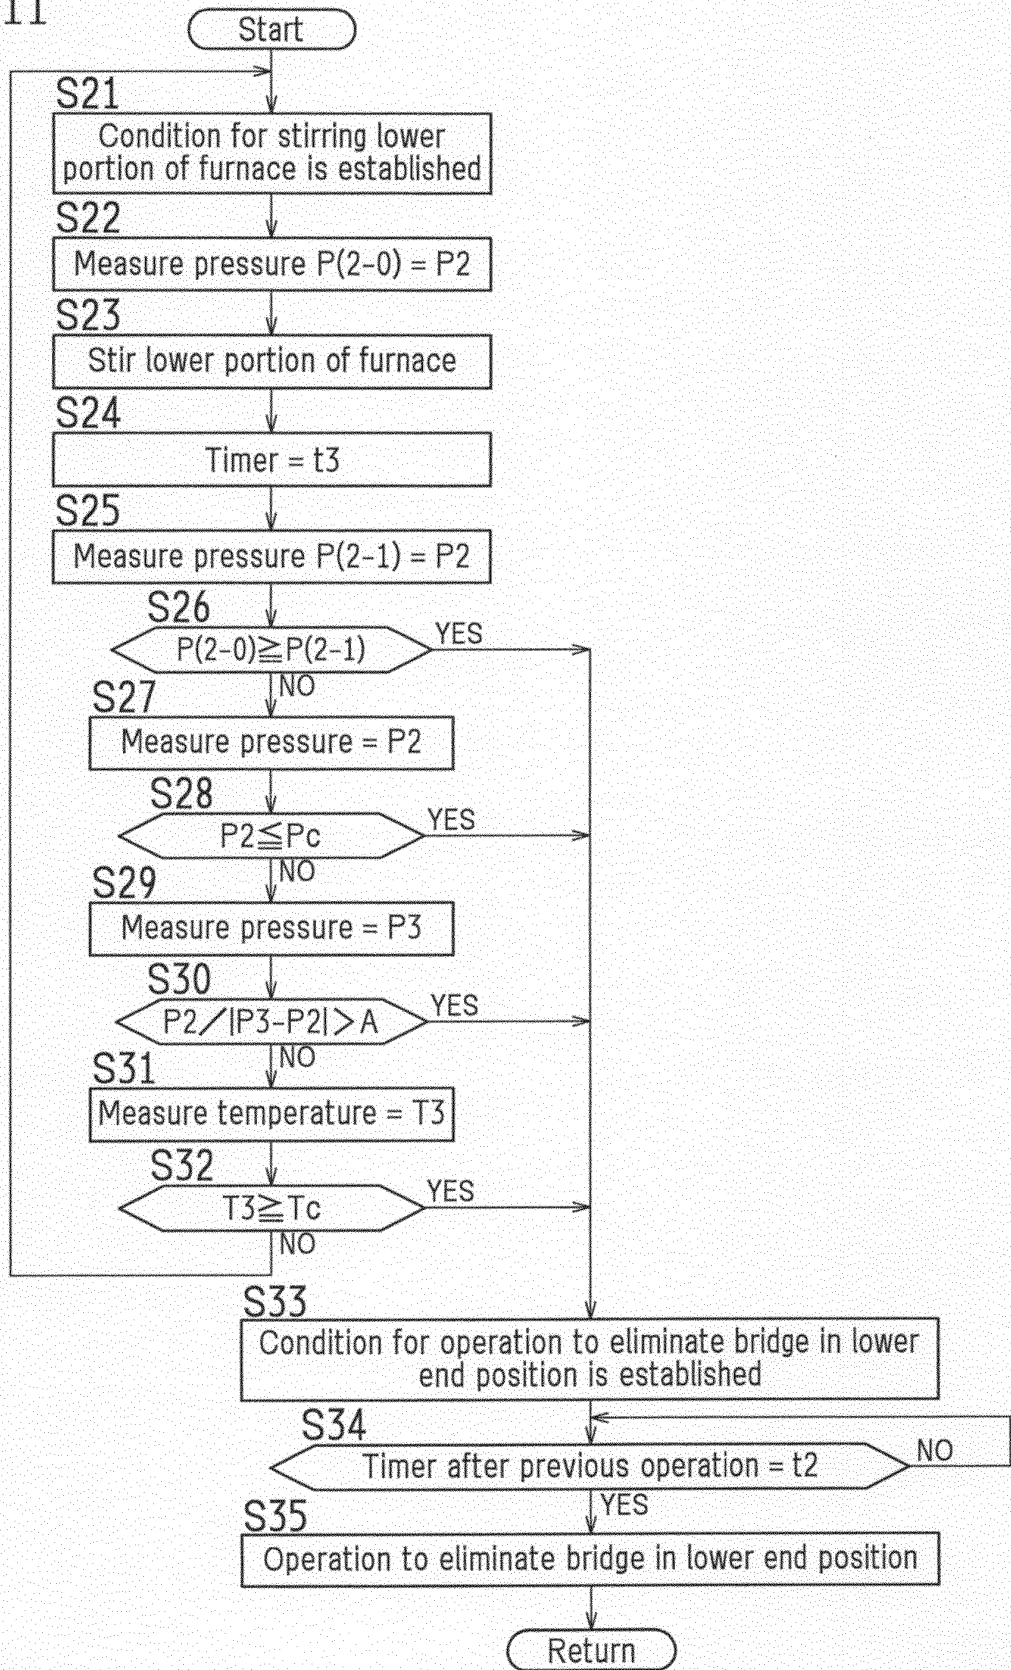 11
Start
S21
Condition for stirring lower
portion of furnace is established
S22
Measure pressure P(2-0) = P2
S23
Stir lower portion of furnace
S24
Timer = t3
S25
Measure pressure P(2-1) = P2
S26
P(2-0)≧P(2-1)
YES
NO
S27
Measure pressure = P2
S28
P2≦Pc
YES
NO
S29
Measure pressure = P3
S30
P2／|P3-P2|＞A
YES
NO
S31
Measure temperature = T3
S32
T3≧Tc
YES
NO
S33
Condition for operation to eliminate bridge in lower
end position is established
S34
Timer after previous operation = t2
NO
YES
S35
Operation to eliminate bridge in lower end position
Return